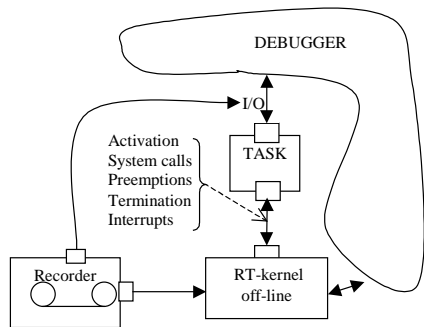 DEBUGGER
I/O
Activation
System calls
Preemptions
Termination
Interrupts
TASK
Recorder
RT-kernel
off-line